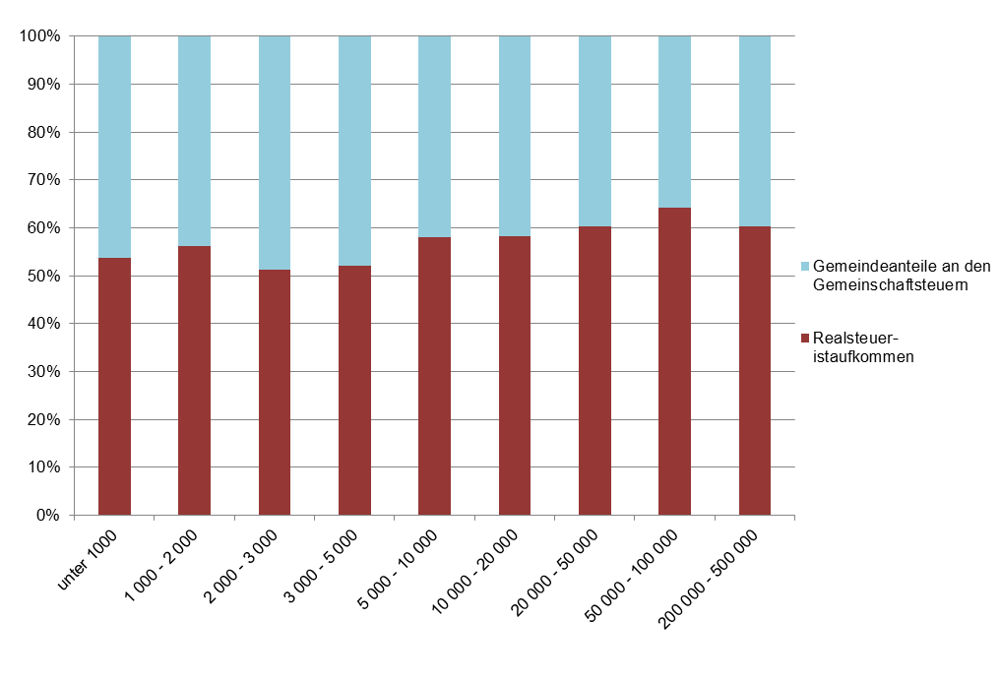 100%
90%
80%
70%
60%
50%
40%
30%
20%
10%
0%
unter 1000
1 000 - 2 000
2 000 - 3 000
3 000 - 5 000
5 000 - 10 000
10 000 - 20 000
20 000 - 50 000
50 000 - 100 000
200 000 - 500 000
Gemeindeanteile an den
Gemeinschaftsteuern
Realsteuer-
istaufkommen